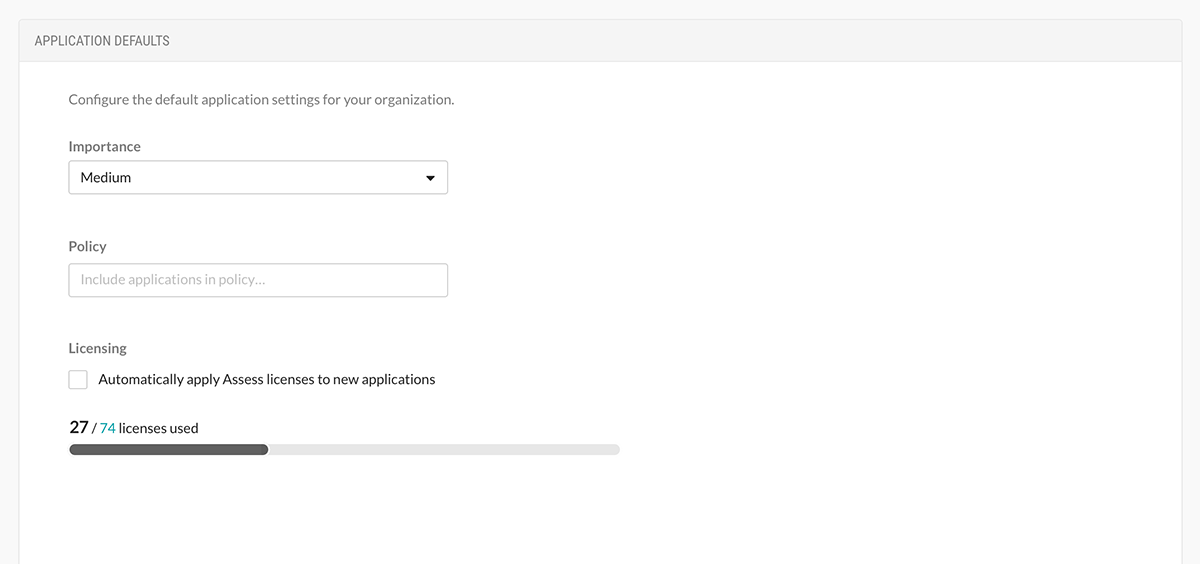 APPLICATION DEFAULTS
Configure the default application settings for your organization.
Importance
Medium
Policy
Include applications in policy...
Licensing
Automatically apply Assess licenses to new applications
27 / 74 licenses used